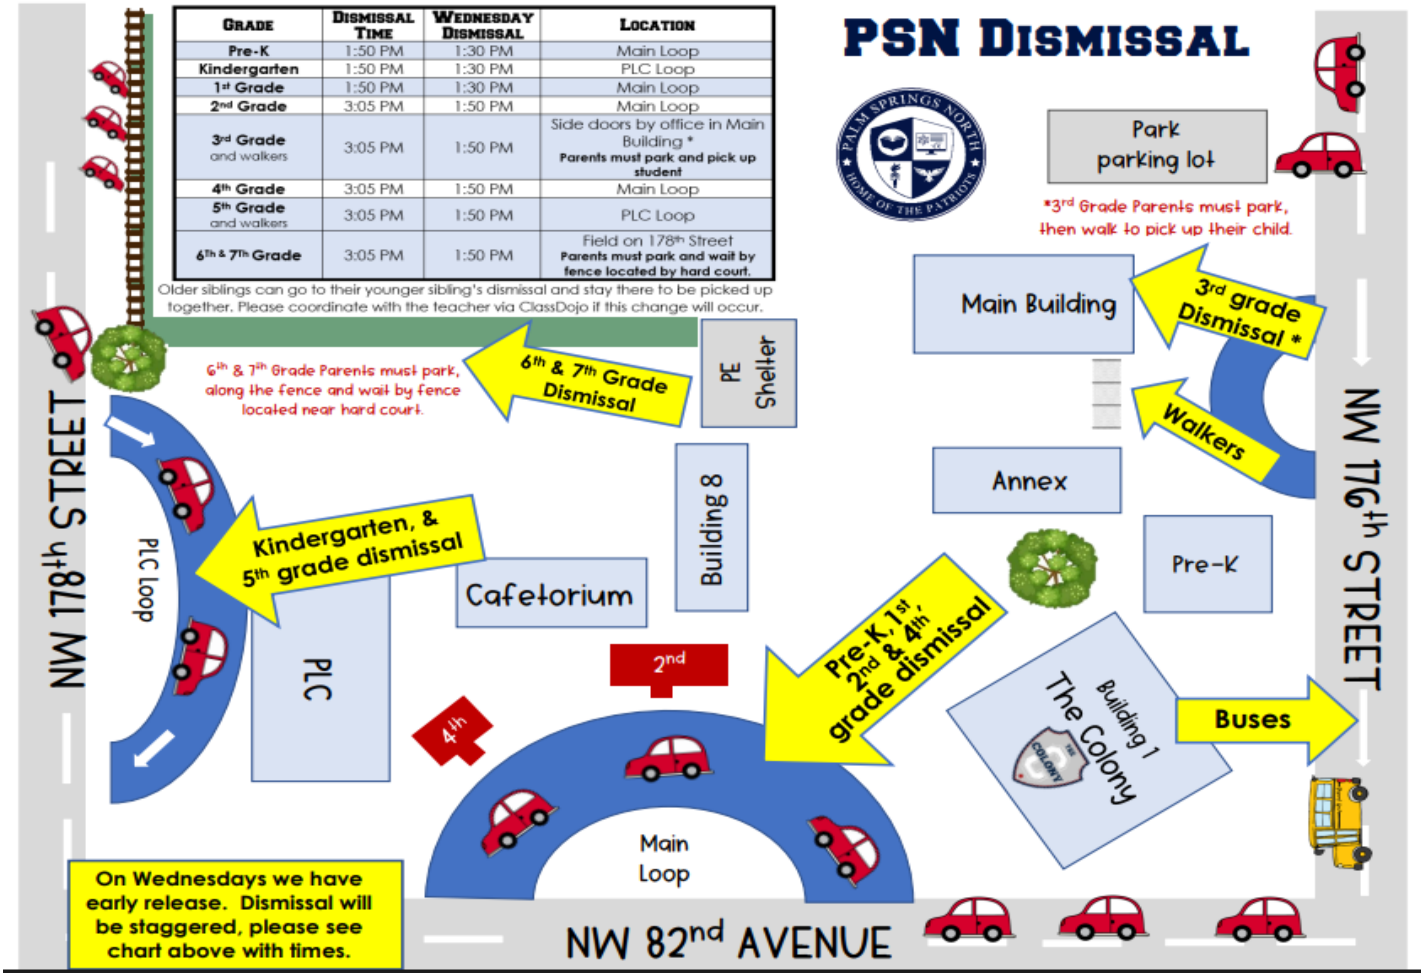 PSN DISMISSAL
GRADE DISMISSAL TIME WEDNESDAY DISMISSAL LOCATION
Pre-K 1:50 PM 1:30 PM Main Loop
Kindergarten 1:50 PM 1:30 PM PLC Loop
1st Grade 1:50 PM 1:30 PM Main Loop
2nd Grade 3:05 PM 1:50 PM Main Loop
3rd Grade and walkers 3:05 PM 1:50 PM Side doors by office in Main Building * Parents must park and pick up student
4th Grade 3:05 PM 1:50 PM Main Loop
5th Grade and walkers 3:05 PM 1:50 PM PLC Loop
6Th & 7Th Grade 3:05 PM 1:50 PM Field on 178th Street Parents must park and wait by fence located by hard court.
Older siblings can go to their younger sibling's dismissal and stay there to be picked up
together. Please coordinate with the teacher via ClassDojo if this change will occur.
PALM SPRINGS NORTH
HOME OF THE PATRIOTS
Park
parking lot
*3rd Grade Parents must park,
then walk to pick up their child.
Main Building
3rd grade
Dismissal *
Walkers
6th & 7th Grade Parents must park,
along the fence and wait by fence
located near hard court.
6th & 7th Grade
Dismissal
PE
Shelter
NW 178th STREET
PLC Loop
Kindergarten, &
5th grade dismissal
PLC
Cafetorium
Building 8
Annex
Pre-K
NW 176th STREET
2nd
4th
Pre-K, 1st,
2nd & 4th
grade dismissal
Building 1
The Colony
THE
COLONY
Buses
Main
Loop
On Wednesdays we have
early release. Dismissal will
be staggered, please see
chart above with times.
NW 82nd AVENUE